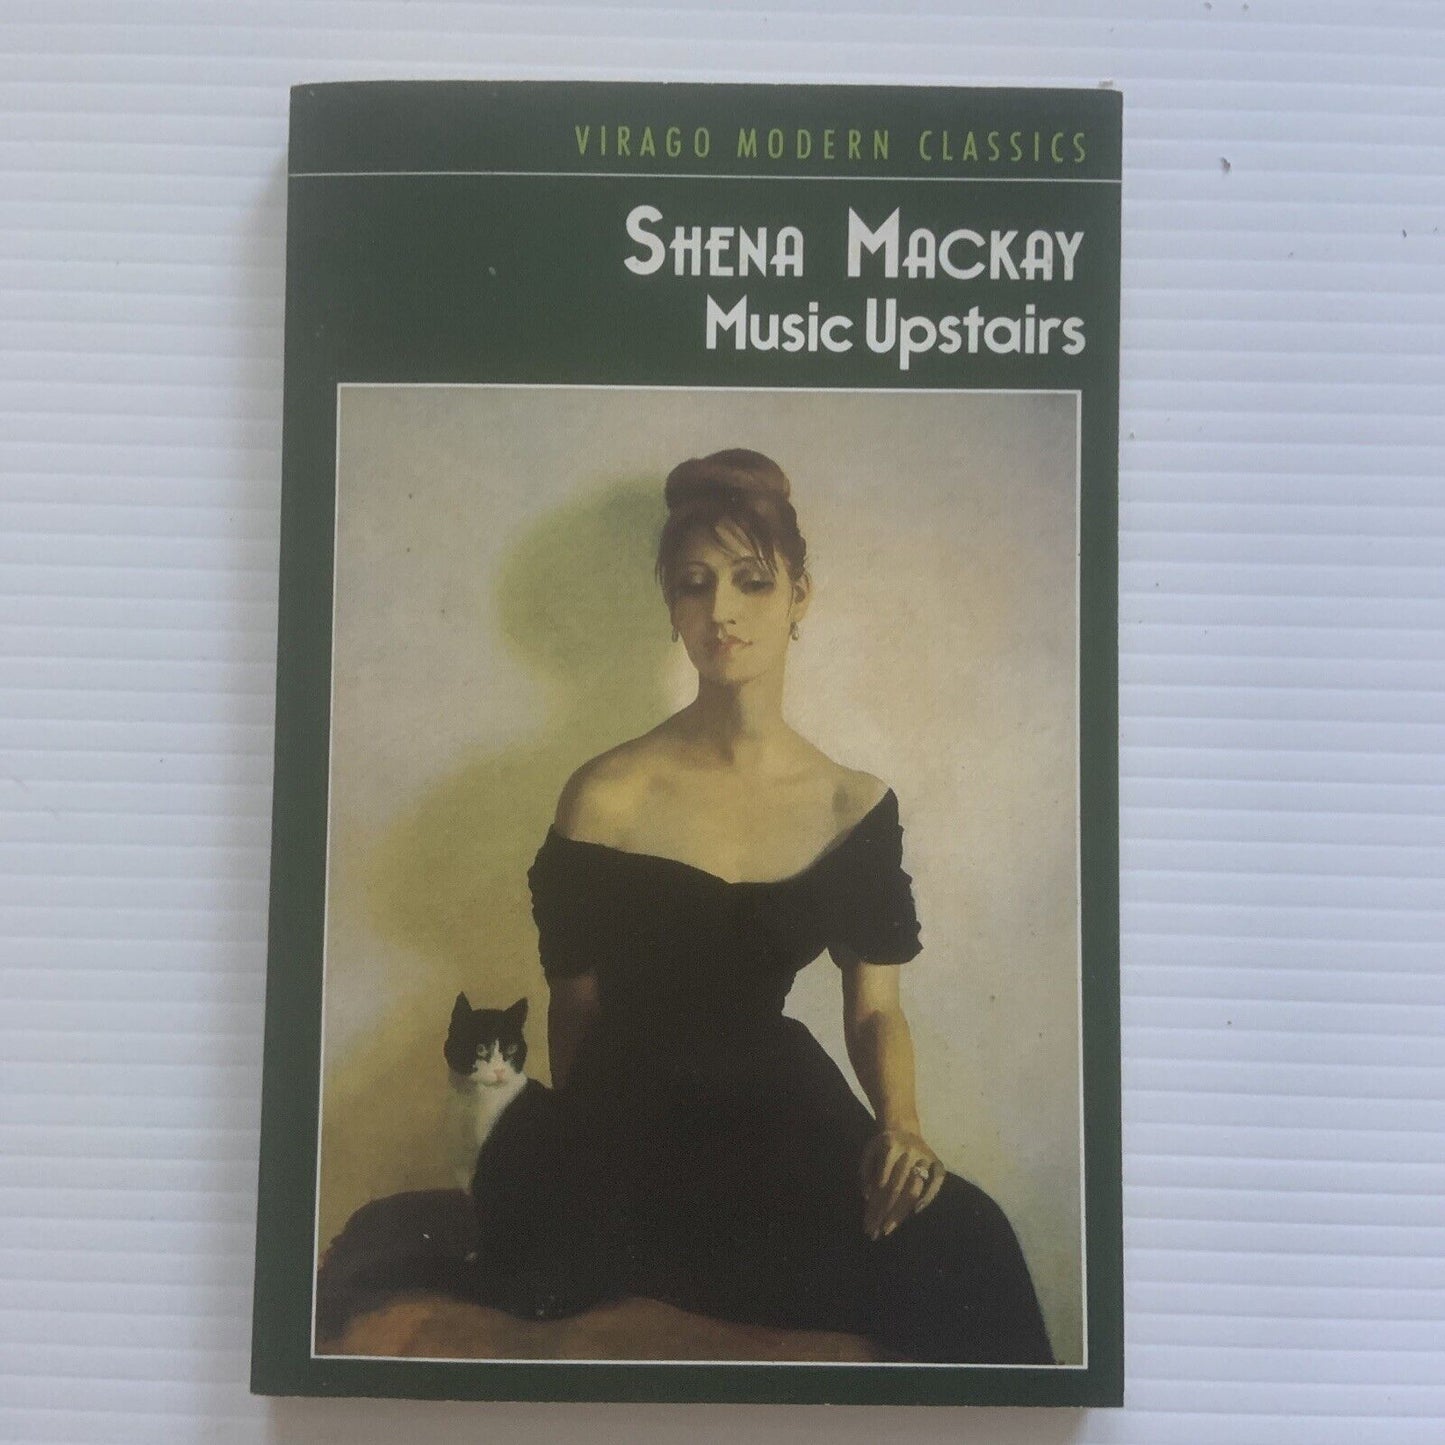 VIRAGO MODERN CLASSICS
SHENA MACKAY
Music Upstairs